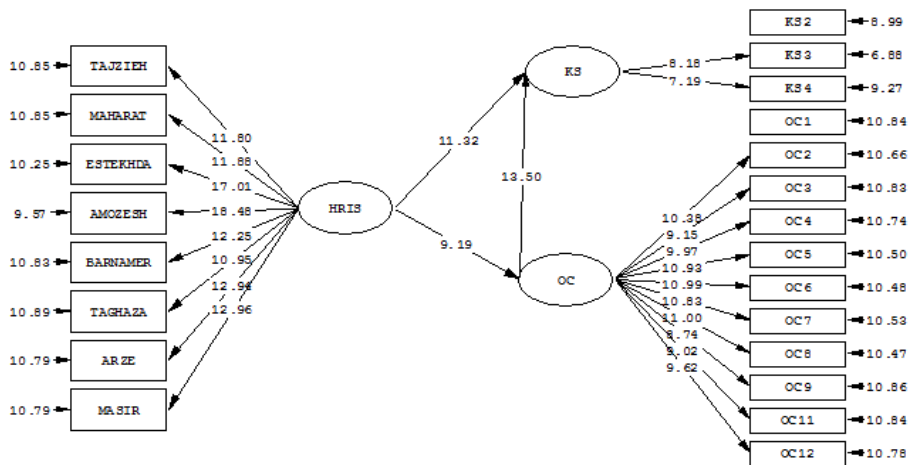 10.85 TAJZIEH
10.85 MAHARAT
10.25 ESTEKHDA
9.57 AMOZESH
10.83 BARNAMER
10.89 TAGHAZA
10.79 ARZE
10.79 MASIR
11.80
11.88
17.01
18.48
12.25
10.95
12.94
12.96
HRIS
11.32
9.19
13.50
KS
OC
8.18
7.19
10.38
9.15
9.97
10.93
10.99
10.83
11.00
8.74
9.02
9.62
KS2 8.99
KS3 6.88
KS4 9.27
OC1 10.84
OC2 10.66
OC3 10.83
OC4 10.74
OC5 10.50
OC6 10.48
OC7 10.53
OC8 10.47
OC9 10.86
OC11 10.84
OC12 10.78